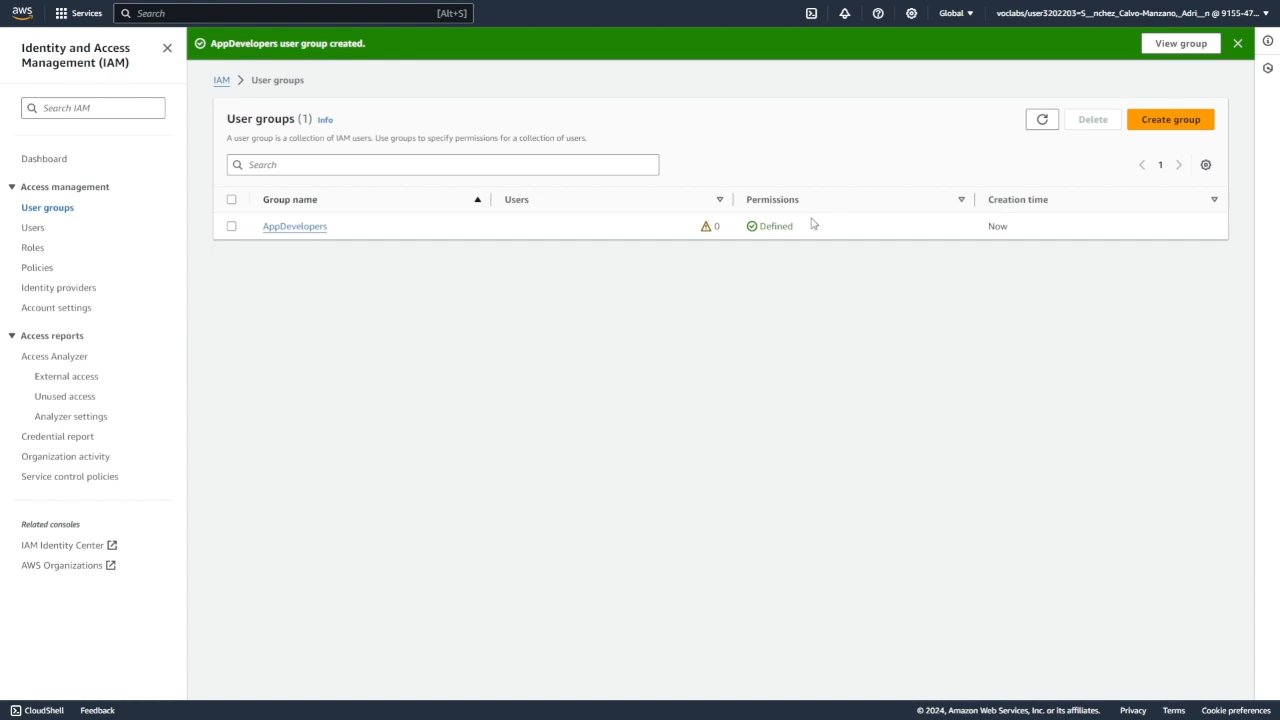 aws
Services
Search
[Alt+S]
Global
voclabs/user3202203=S__nchez_Calvo-Manzano,_Adri__n @ 9155-47...
Identity and Access
Management (IAM)
Search IAM
Dashboard
Access management
User groups
Users
Roles
Policies
Identity providers
Account settings
Access reports
Access Analyzer
External access
Unused access
Analyzer settings
Credential report
Organization activity
Service control policies
Related consoles
IAM Identity Center
AWS Organizations
AppDevelopers user group created.
View group
IAM
User groups
User groups (1) Info
A user group is a collection of IAM users. Use groups to specify permissions for a collection of users.
Delete
Create group
Search
1
Group name
Users
Permissions
Creation time
AppDevelopers
0
Defined
Now
CloudShell
Feedback
© 2024, Amazon Web Services, Inc. or its affiliates.
Privacy
Terms
Cookie preferences